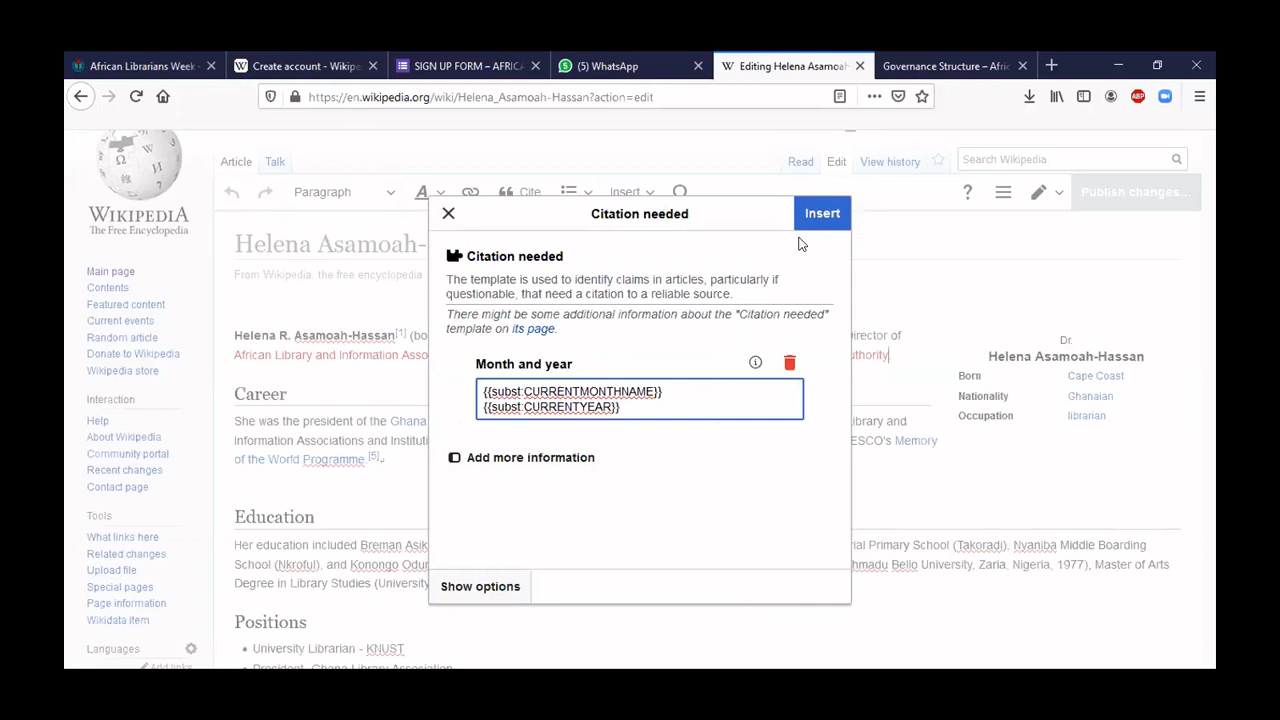 African Librarians Week -
Create account - Wikipe
SIGN UP FORM – AFRICA
(5) WhatsApp
Editing Helena Asamoah
Governance Structure – Afri
https://en.wikipedia.org/wiki/Helena_Asamoah-Hassan?action=edit
ABP
WIKIPEDIA
The Free Encyclopedia
Article Talk
Read Edit View history
Search Wikipedia
Paragraph A Cite Insert Ω
? Publish changes...
Citation needed
Insert
Citation needed
The template is used to identify claims in articles, particularly if
questionable, that need a citation to a reliable source.
There might be some additional information about the "Citation needed"
template on its page.
Month and year
{{subst:CURRENTMONTHNAME}}
{{subst:CURRENTYEAR}}
Add more information
Show options
Main page
Contents
Featured content
Current events
Random article
Donate to Wikipedia
Wikipedia store
Interaction
Help
About Wikipedia
Community portal
Recent changes
Contact page
Tools
What links here
Related changes
Upload file
Special pages
Page information
Wikidata item
Languages
Add links
Helena Asamoah-
From Wikipedia, the free encyclopedia
Helena R. Asamoah-Hassan[1] (bo
irector of
African Library and Information Asso
uthority
Career
She was the president of the Ghana
ibrary and
Information Associations and Instituti
ESCO's Memory
of the World Programme.[5]
Education
Her education included Breman Asik
rial Primary School (Takoradi), Nyaniba Middle Boarding
School (Nkroful), and Konongo Odur
hmadu Bello University, Zaria, Nigeria, 1977), Master of Arts
Degree in Library Studies (Universit
Positions
University Librarian - KNUST
President, Ghana Library Association
Dr.
Helena Asamoah-Hassan
Born Cape Coast
Nationality Ghanaian
Occupation librarian